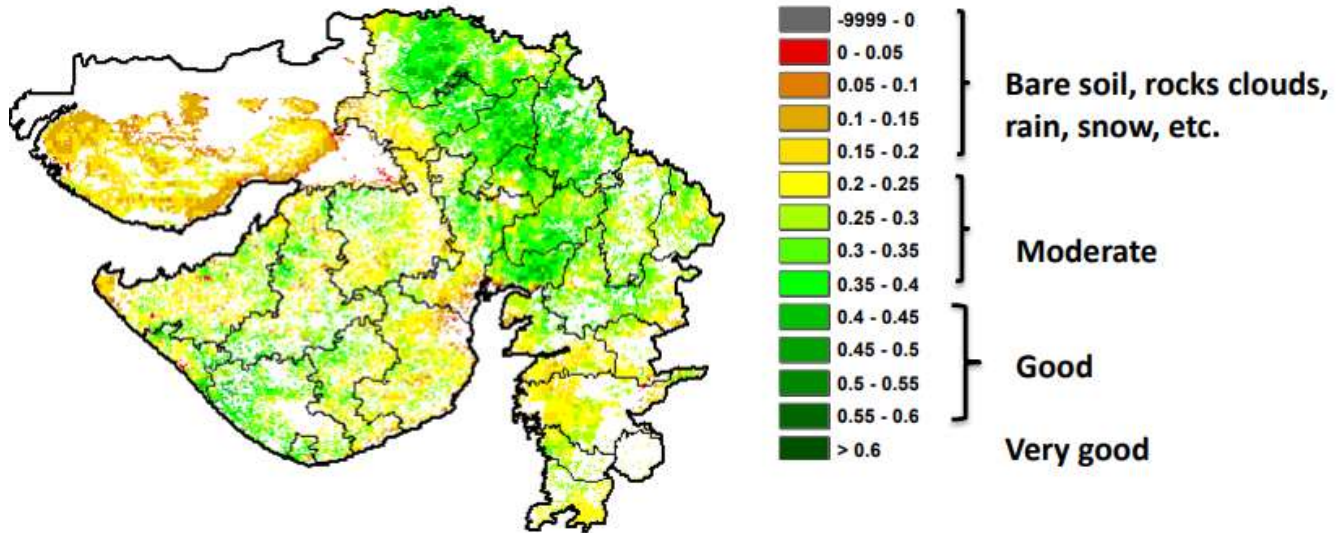 -9999 - 0
0 - 0.05
0.05 - 0.1
0.1 - 0.15
0.15 - 0.2
0.2 - 0.25
0.25 - 0.3
0.3 - 0.35
0.35 - 0.4
0.4 - 0.45
0.45 - 0.5
0.5 - 0.55
0.55 - 0.6
> 0.6
Bare soil, rocks clouds,
rain, snow, etc.
Moderate
Good
Very good